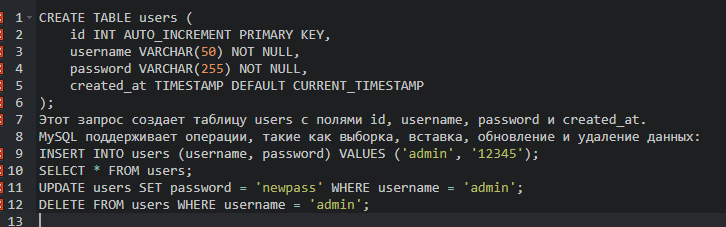 1 CREATE TABLE users (
2     id INT AUTO_INCREMENT PRIMARY KEY,
3     username VARCHAR(50) NOT NULL,
4     password VARCHAR(255) NOT NULL,
5     created_at TIMESTAMP DEFAULT CURRENT_TIMESTAMP
6 );
7 Этот запрос создает таблицу users с полями id, username, password и created_at.
8 MySQL поддерживает операции, такие как выборка, вставка, обновление и удаление данных:
9 INSERT INTO users (username, password) VALUES ('admin', '12345');
10 SELECT * FROM users;
11 UPDATE users SET password = 'newpass' WHERE username = 'admin';
12 DELETE FROM users WHERE username = 'admin';
13